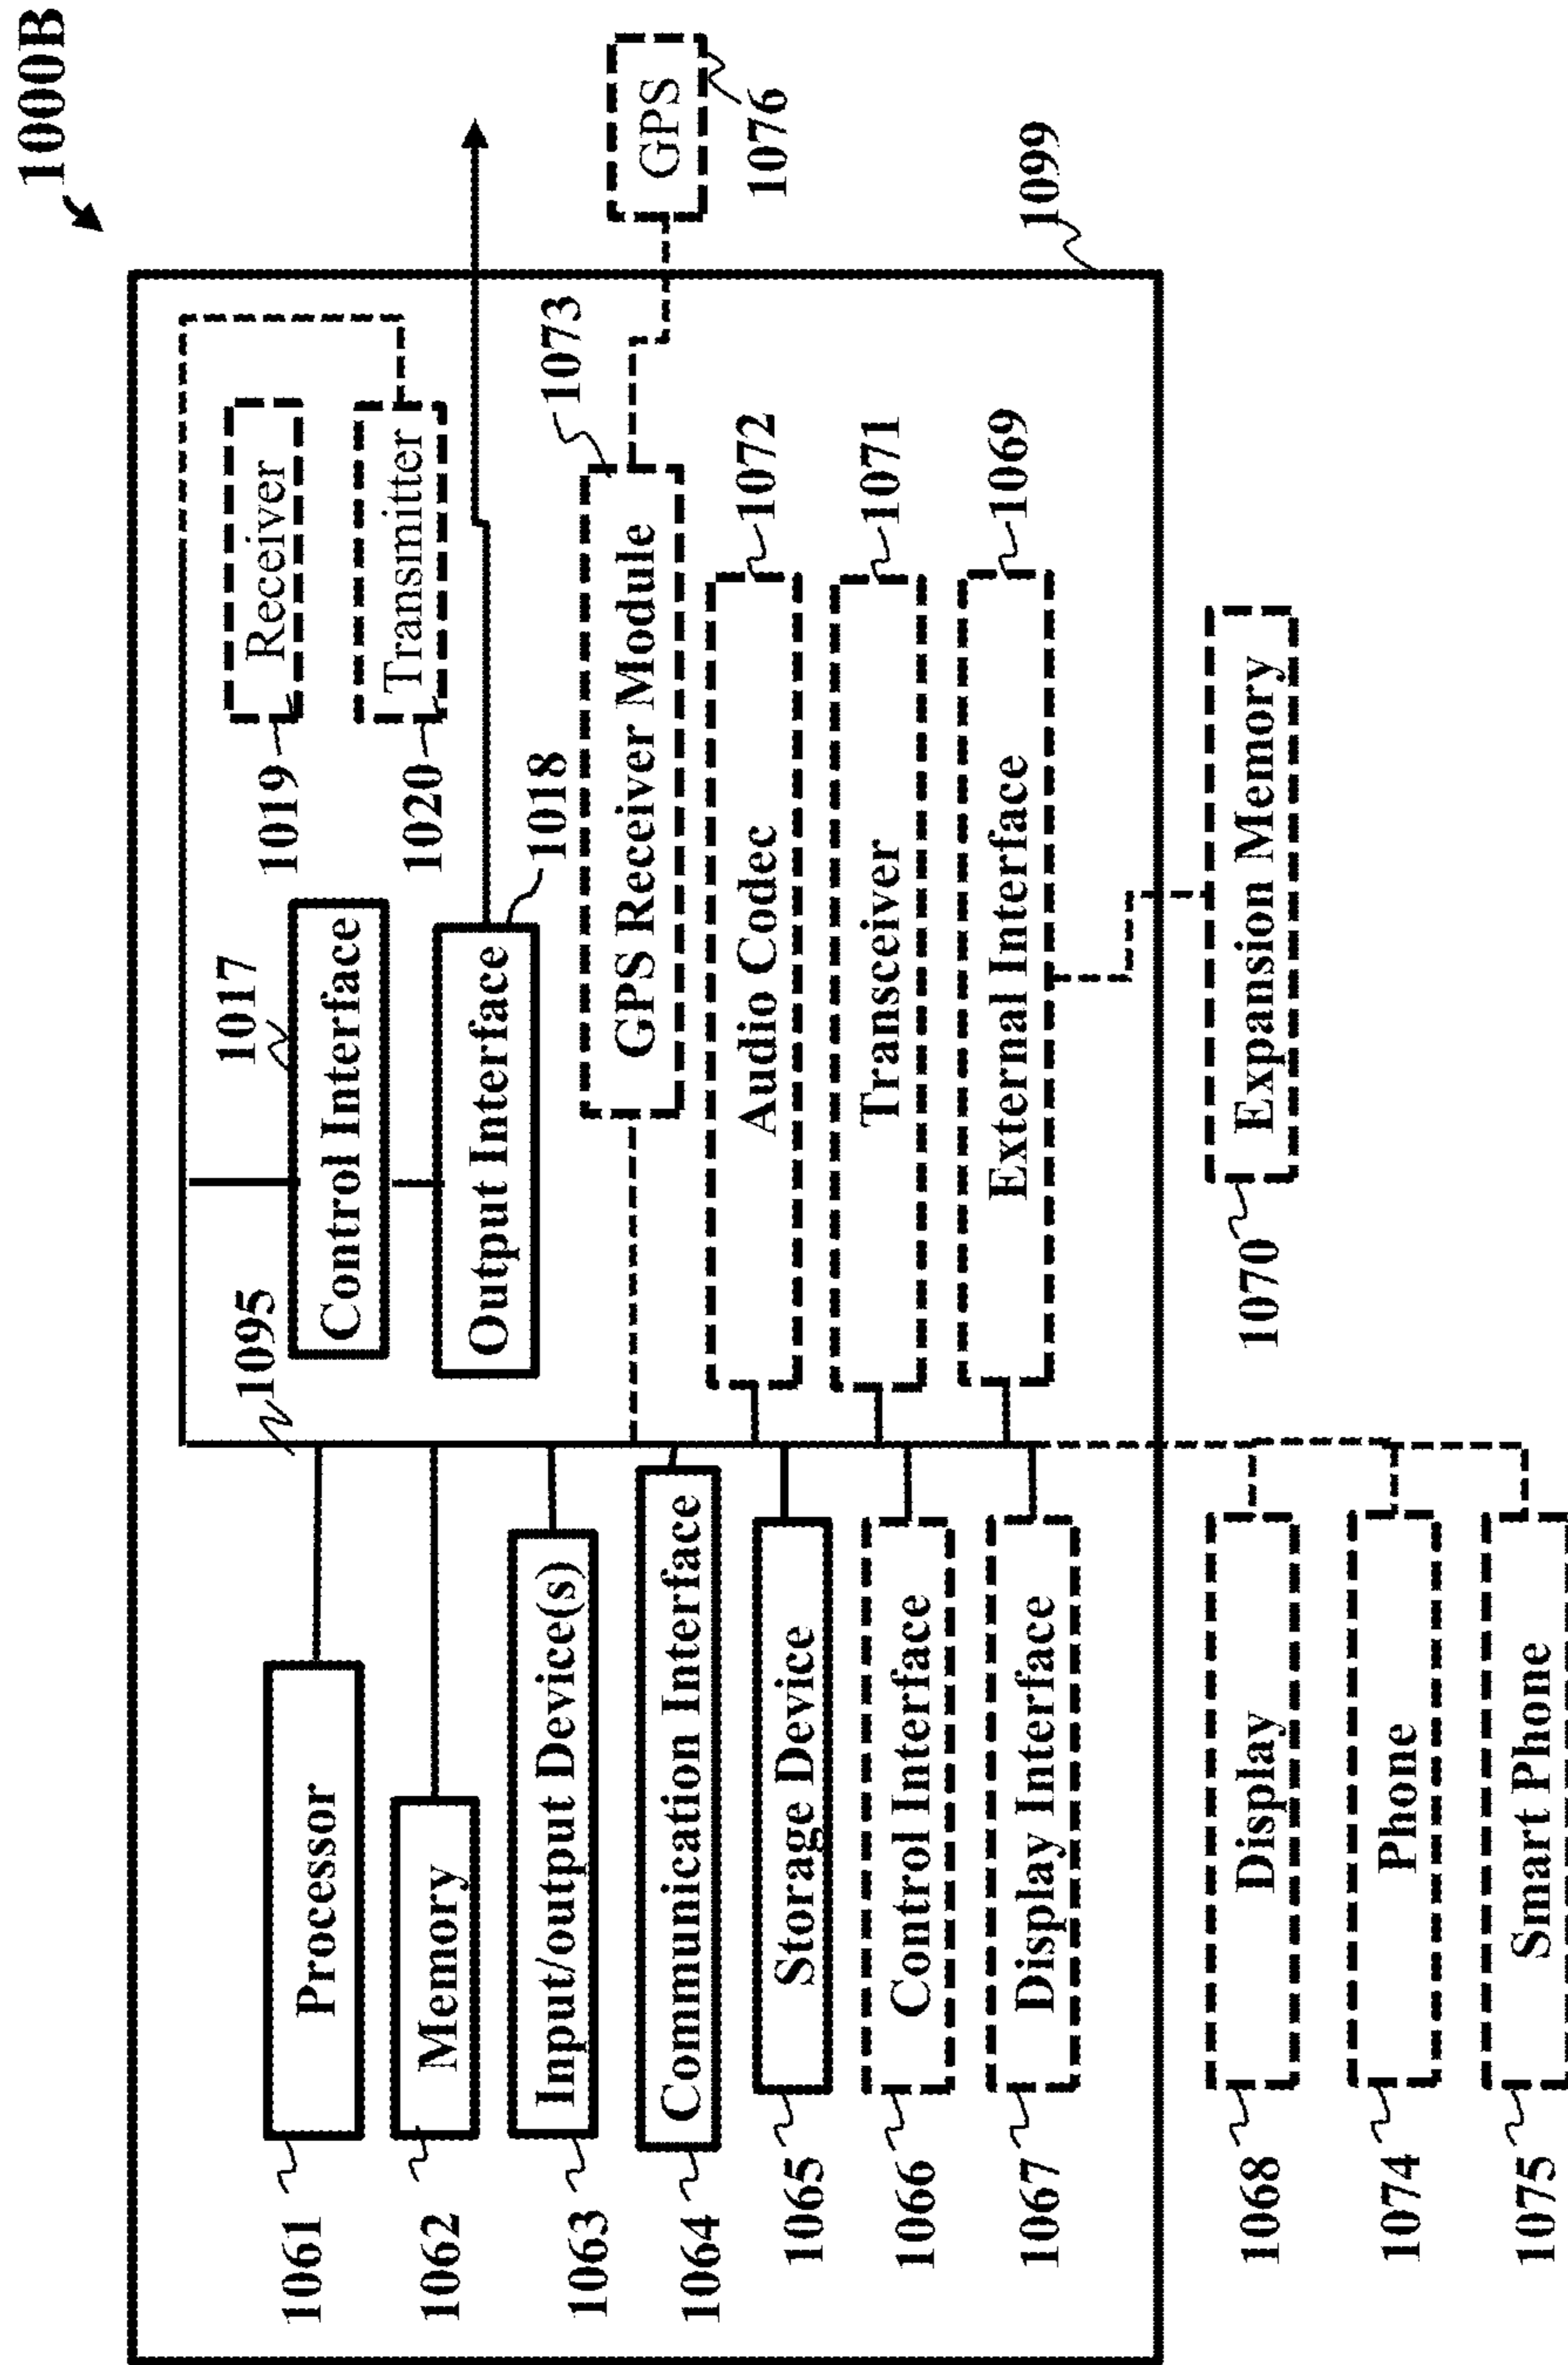 1000B
1061
Processor
1062
Memory
1063
Input/output Device(s)
1064
Communication Interface
1065
Storage Device
1066
Control Interface
1067
Display Interface
1095
1017
Control Interface
Output Interface
1018
1019
Receiver
1020
Transmitter
1073
GPS Receiver Module
GPS
1076
Audio Codec
1072
Transceiver
1071
External Interface
1069
1099
1068
Display
1074
Phone
1075
Smart Phone
1070
Expansion Memory